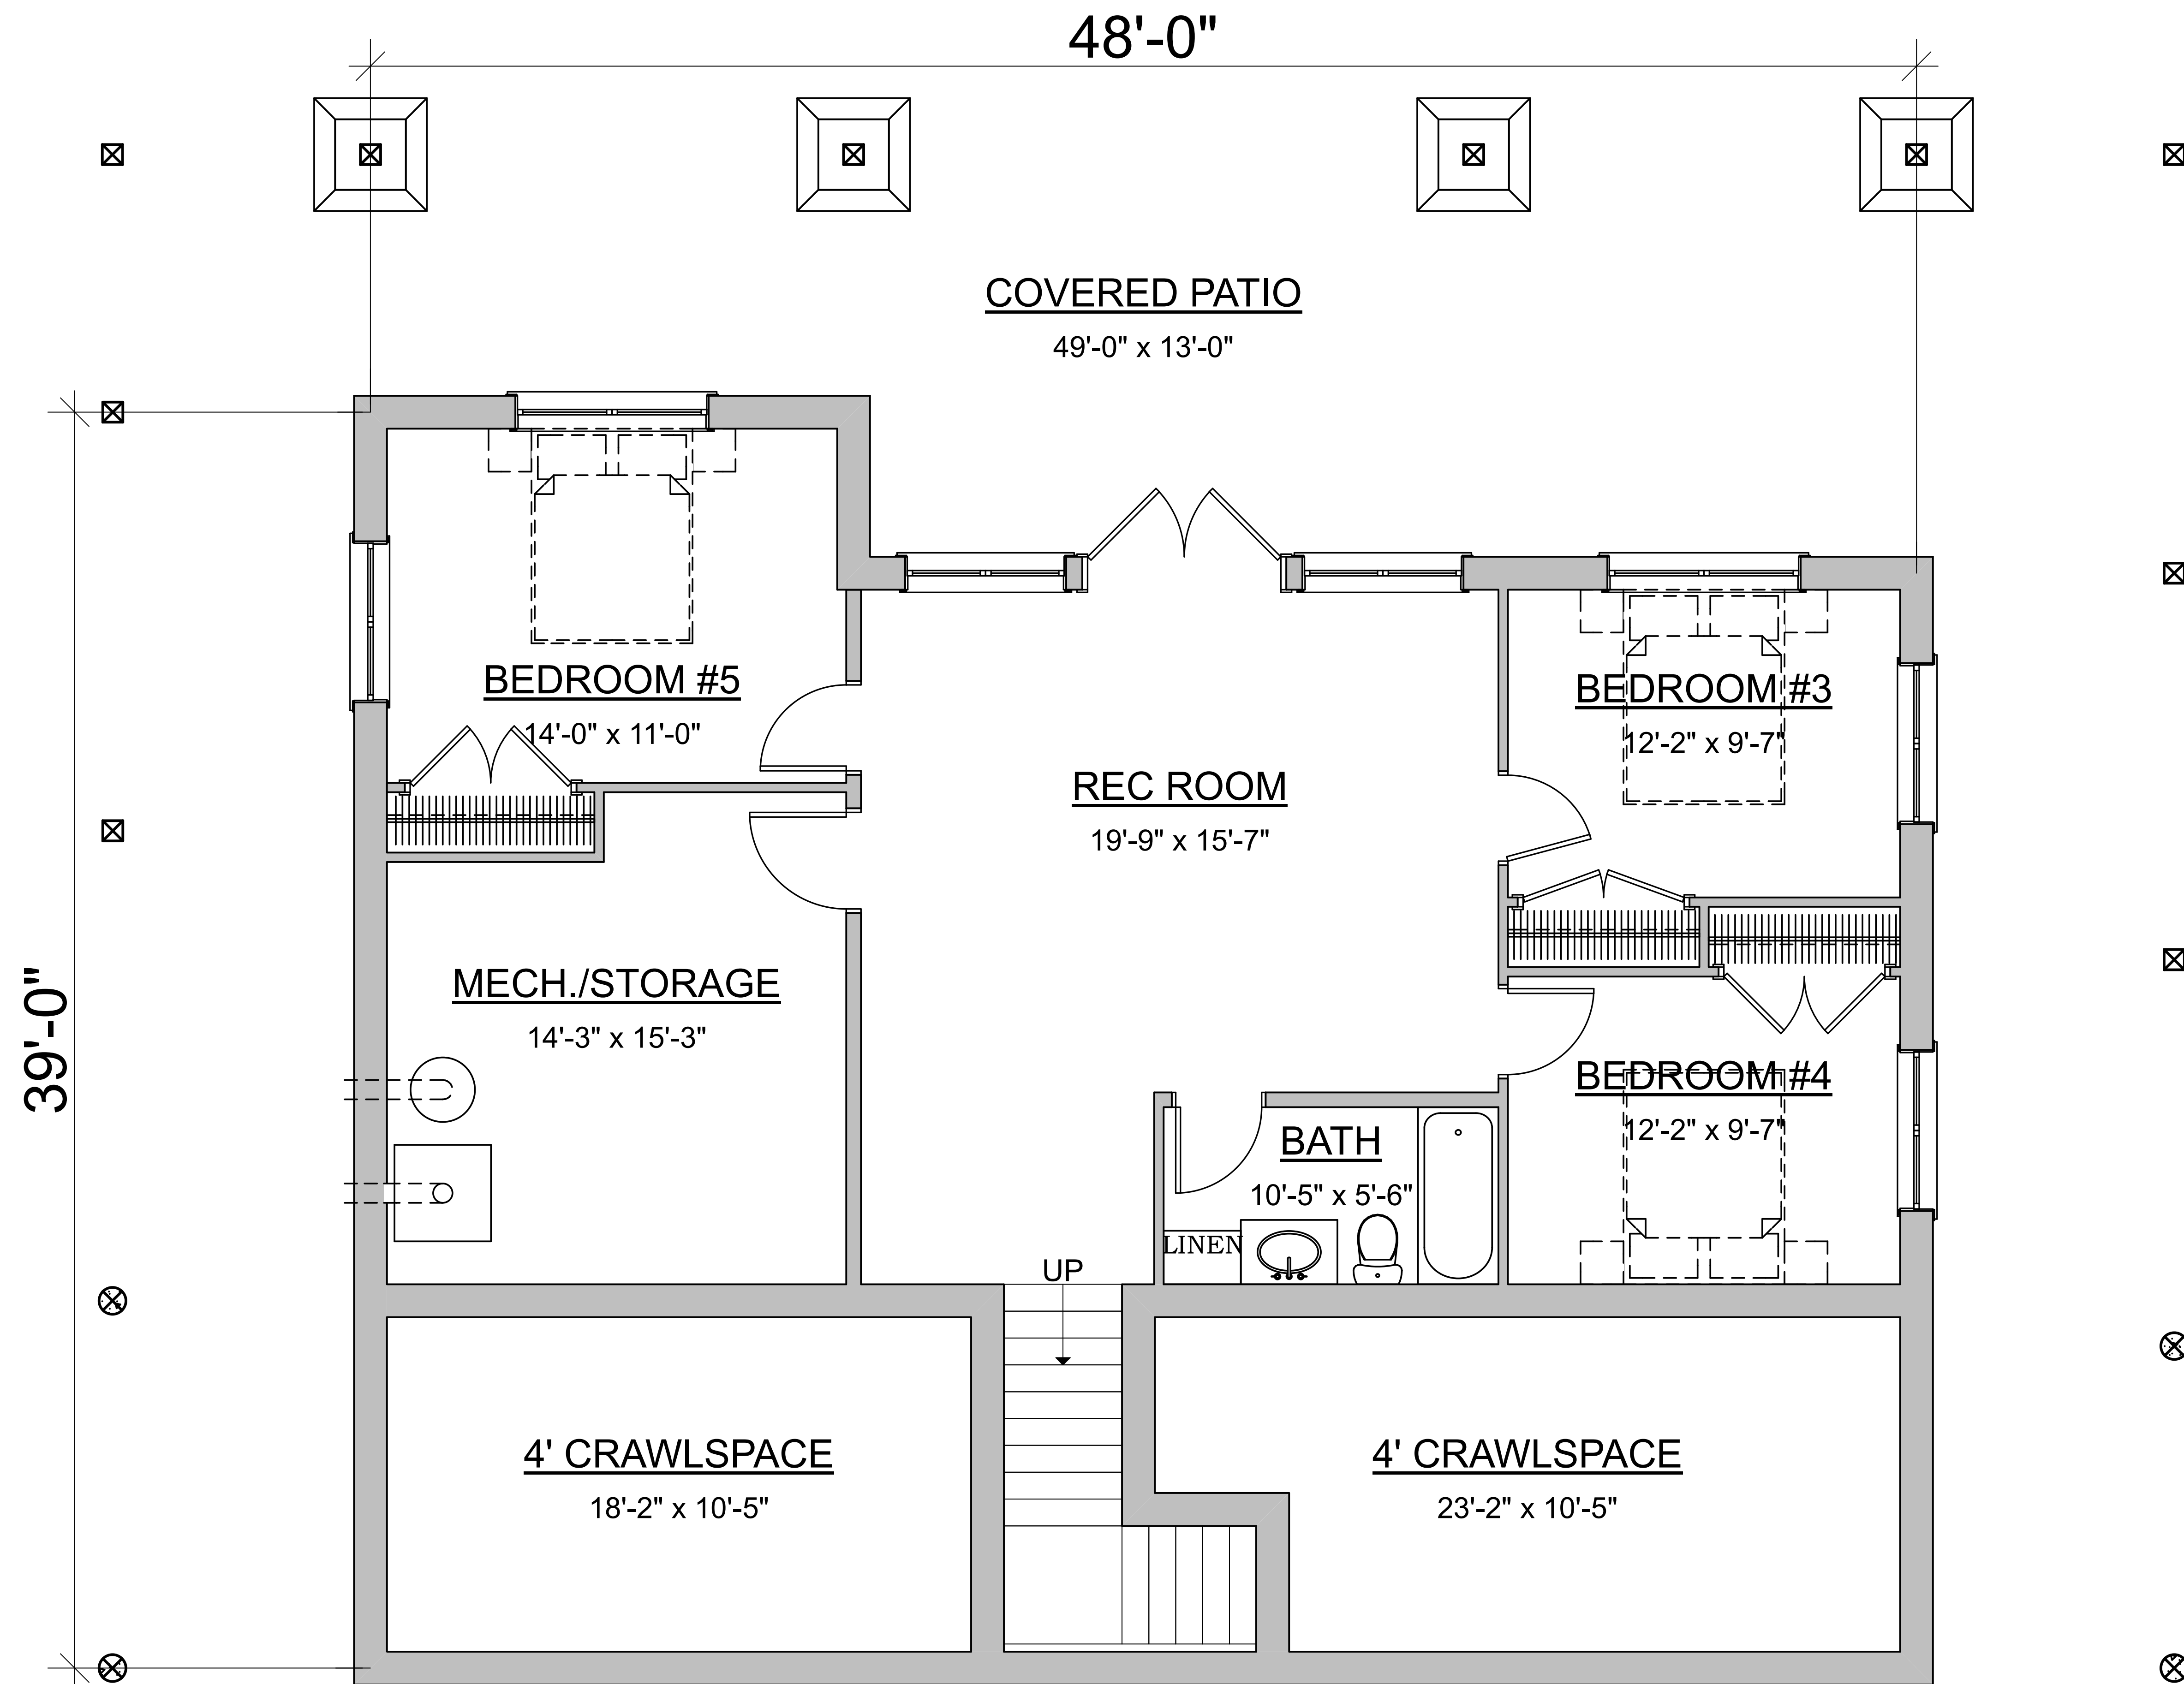 48'-0"
COVERED PATIO
49'-0" x 13'-0"
BEDROOM #5
14'-0" x 11'-0"
BEDROOM #3
12'-2" x 9'-7"
REC ROOM
19'-9" x 15'-7"
MECH./STORAGE
14'-3" x 15'-3"
39'-0"
BEDROOM #4
12'-2" x 9'-7"
BATH
10'-5" x 5'-6"
LINEN
UP
4' CRAWLSPACE
18'-2" x 10'-5"
4' CRAWLSPACE
23'-2" x 10'-5"